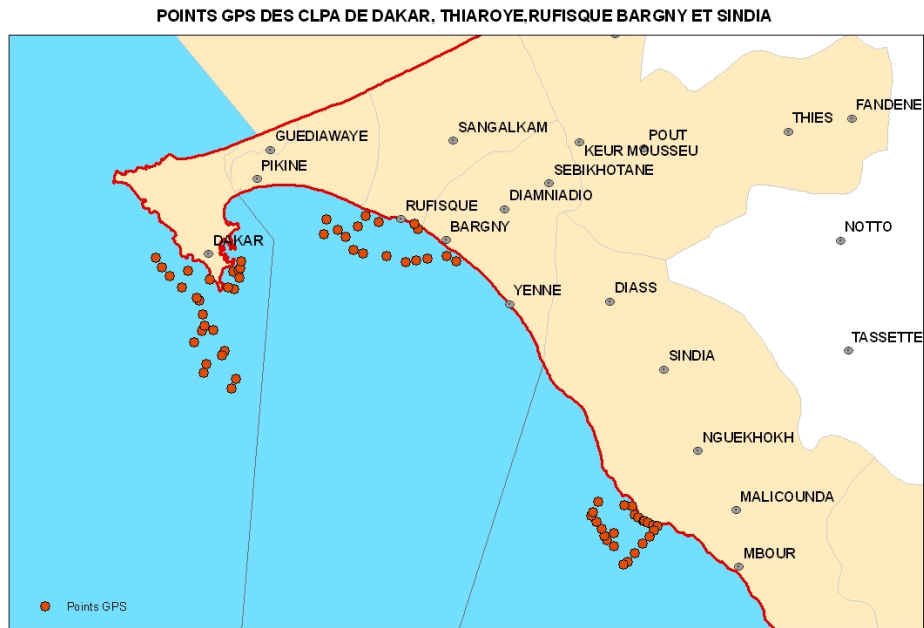 POINTS GPS DES CLPA DE DAKAR, THIAROYE,RUFISQUE BARGNY ET SINDIA
FANDENE
THIES
SANGALKAM
POUT
GUEDIAWAYE
KEUR MOUSSEU
PIKINE
SEBIKHOTANE
DIAMNIADIO
RUFISQUE
BARGNY
NOTTO
DAKAR
YENNE
DIASS
TASSETTE
SINDIA
NGUEKHOKH
MALICOUNDA
MBOUR
Points GPS